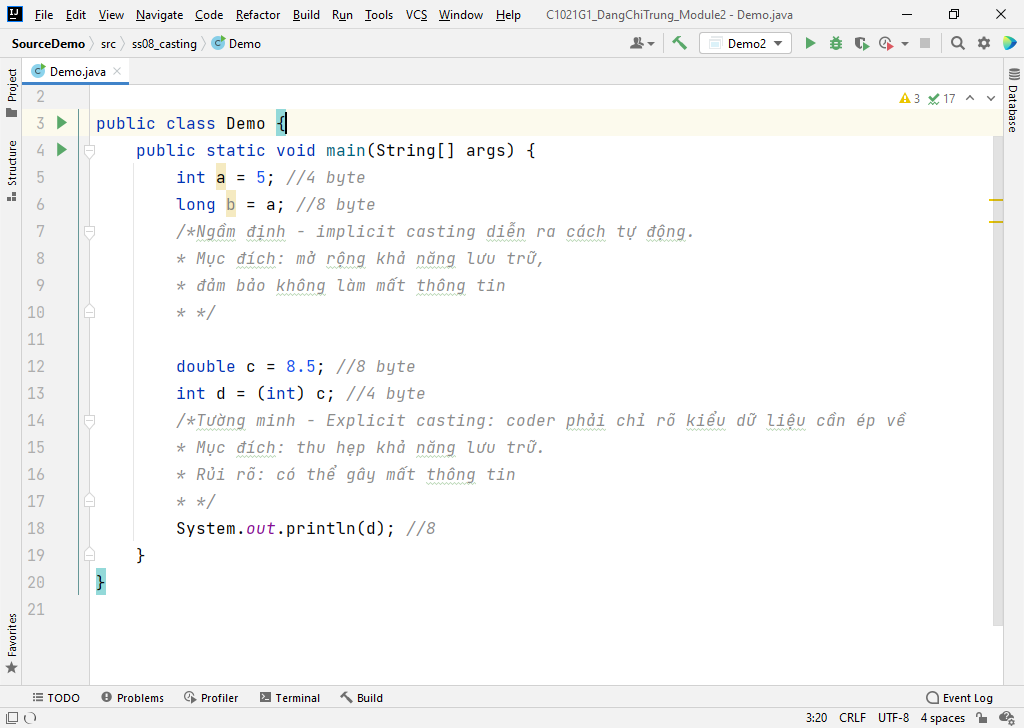 File Edit View Navigate Code Refactor Build Run Tools VCS Window Help C1021G1_DangChiTrung_Module2 - Demo.java
SourceDemo src ss08_casting Demo Demo2
Project
Structure
Favorites
Database
Demo.java
3 17
2
3 public class Demo {
4 public static void main(String[] args) {
5 int a = 5; //4 byte
6 long b = a; //8 byte
7 /*Ngầm định - implicit casting diễn ra cách tự động.
8 * Mục đích: mở rộng khả năng lưu trữ,
9 * đảm bảo không làm mất thông tin
10 * */
11
12 double c = 8.5; //8 byte
13 int d = (int) c; //4 byte
14 /*Tường minh - Explicit casting: coder phải chỉ rõ kiểu dữ liệu cần ép về
15 * Mục đích: thu hẹp khả năng lưu trữ.
16 * Rủi rõ: có thể gây mất thông tin
17 * */
18 System.out.println(d); //8
19 }
20 }
21
TODO Problems Profiler Terminal Build Event Log
3:20 CRLF UTF-8 4 spaces